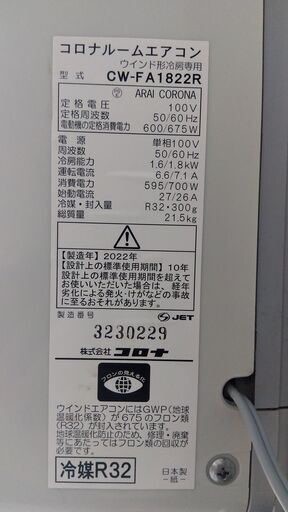 コロナルームエアコン
ウインド形冷房専用
型式 CW-FA1822R
ARAI CORONA
定格電圧 100V
定格周波数 50/60Hz
電動機の定格消費電力 600/675W
電源 単相100V
周波数 50/60Hz
冷房能力 1.6/1.8kW
運転電流 6.6/7.1A
消費電力 595/700W
始動電流 27/26A
冷媒・封入量 R32・300g
総質量 21.5kg
【製造年】2022年
【設計上の標準使用期間】10年
設計上の標準使用期間を超えてお
使いいただいた場合は、経年
劣化による発火・けがなどの事故
に至るおそれがあります。
製造番号
3230229
JET
株式会社 コロナ
フロンの見える化
ウインドエアコンにはGWP(地球
温暖化係数)が675のフロン類
(R32)が封入されています。
地球温暖化防止のため、修理・廃棄
等にあたってはフロン類の回収が
必要です。
冷媒R32
日本製
-紙-